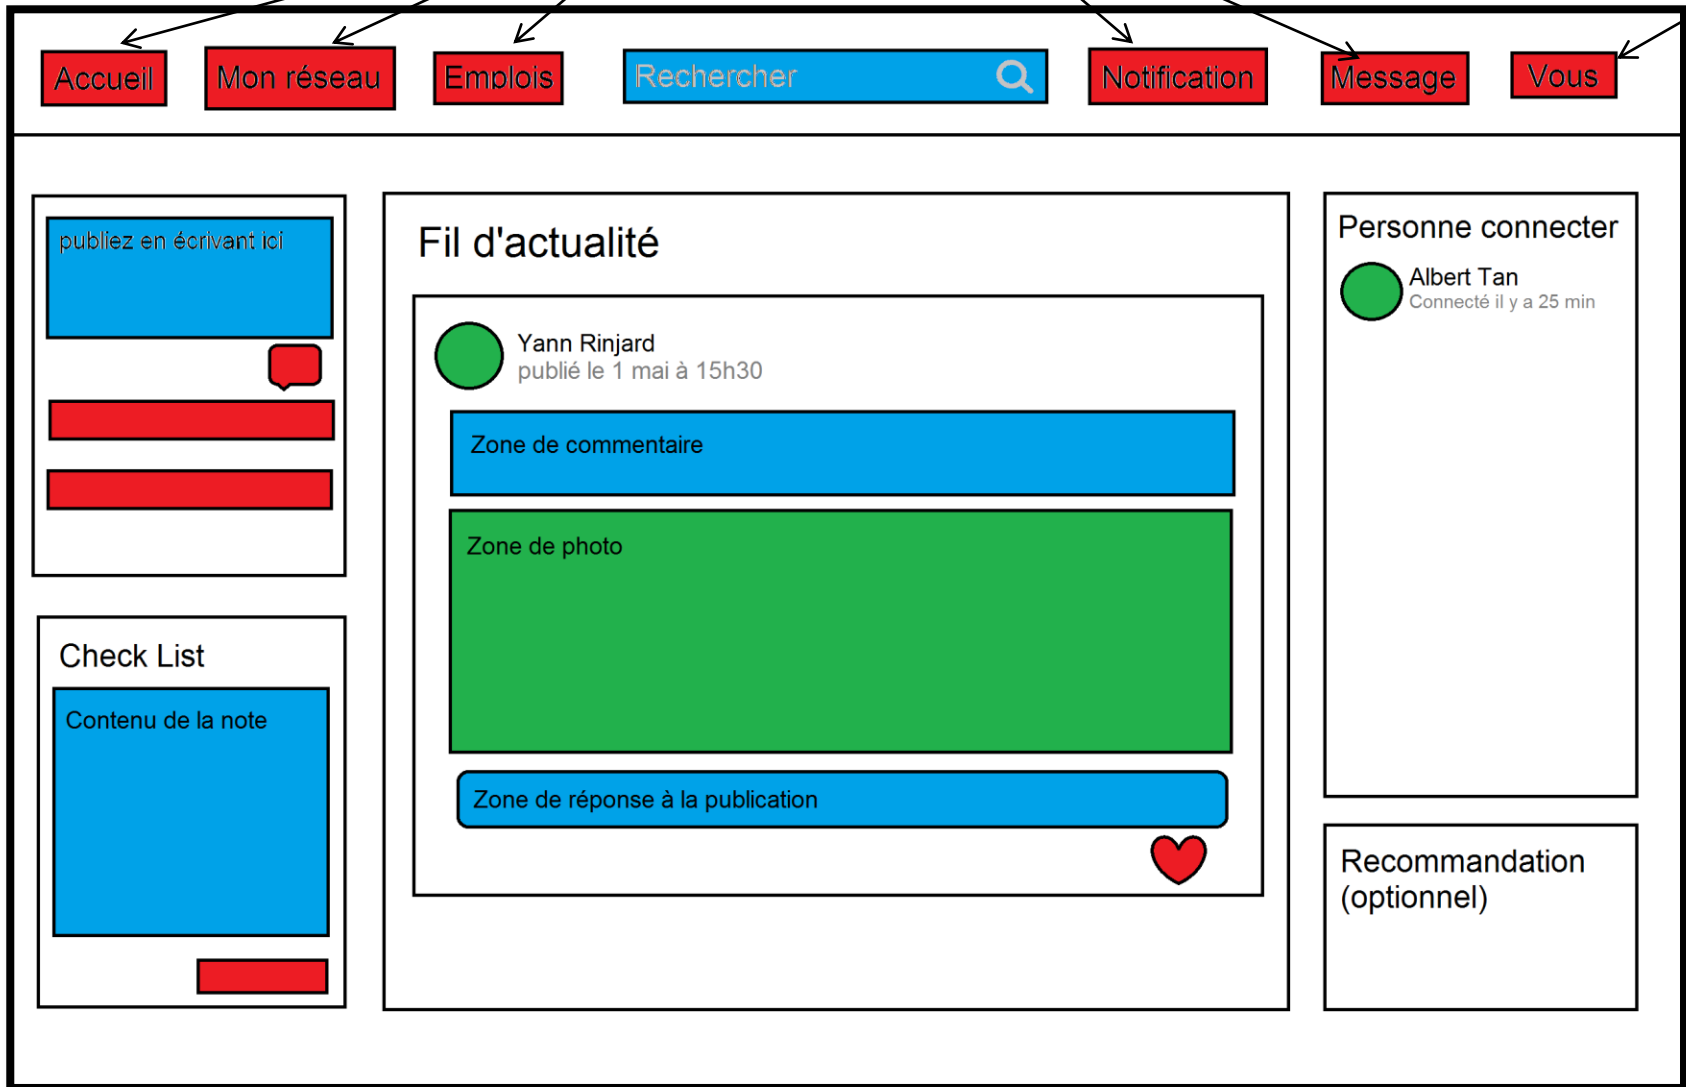 Accueil
Mon réseau
Emplois
Rechercher
Notification
Message
Vous
publiez en écrivant ici
Check List
Contenu de la note
Fil d'actualité
Yann Rinjard
publié le 1 mai à 15h30
Zone de commentaire
Zone de photo
Zone de réponse à la publication
Personne connecter
Albert Tan
Connecté il y a 25 min
Recommandation
(optionnel)